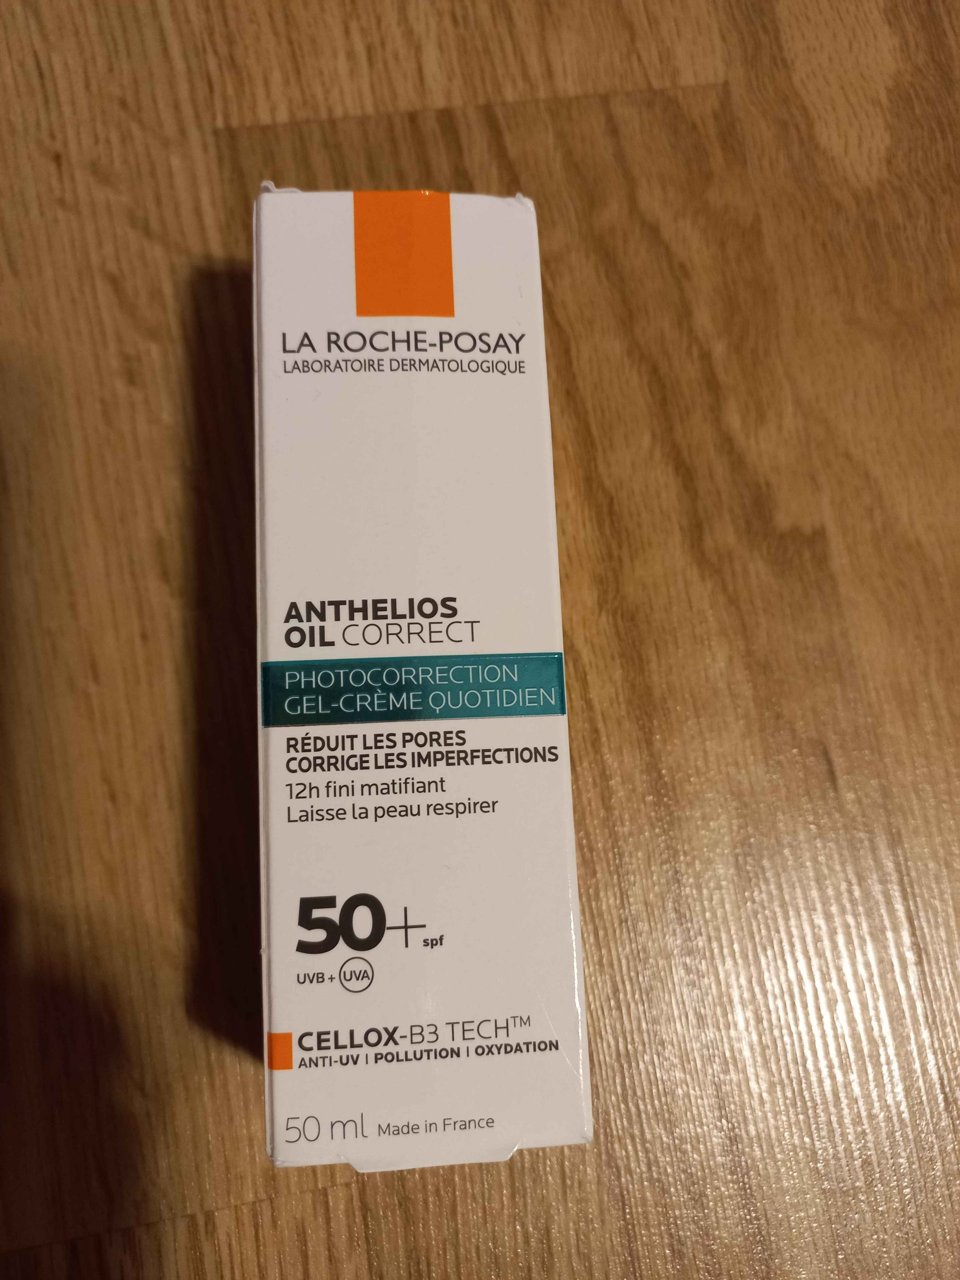 LA ROCHE-POSAY
LABORATOIRE DERMATOLOGIQUE
ANTHELIOS
OIL CORRECT
PHOTOCORRECTION
GEL-CRÈME QUOTIDIEN
RÉDUIT LES PORES
CORRIGE LES IMPERFECTIONS
12h fini matifiant
Laisse la peau respirer
50+ spf
UVB + UVA
CELLOX-B3 TECH™
ANTI-UV | POLLUTION | OXYDATION
50 ml Made in France